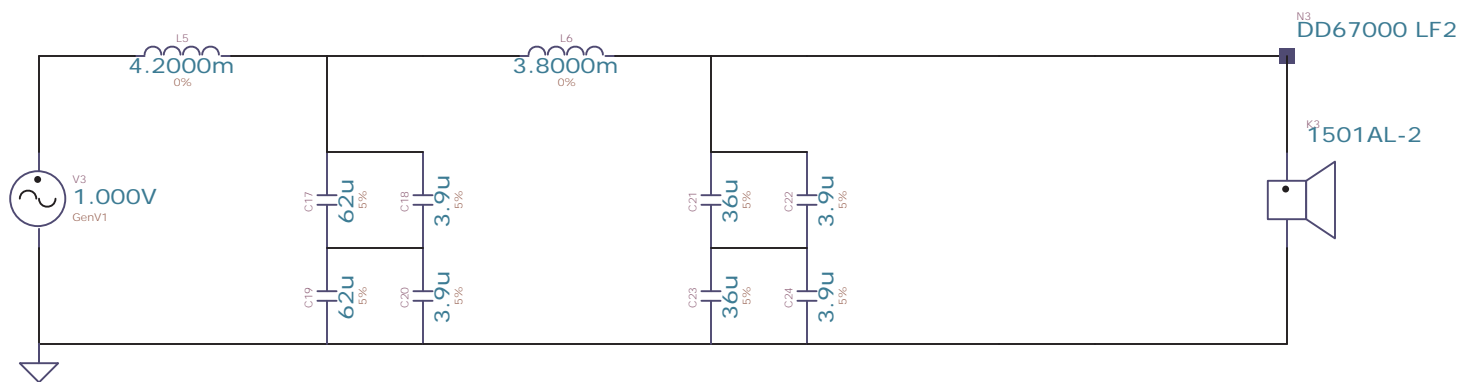 N3
DD67000 LF2
L5
4.2000m
0%
L6
3.8000m
0%
K3
1501AL-2
V3
1.000V
GenV1
C17
62u
5%
C18
3.9u
5%
C21
36u
5%
C22
3.9u
5%
C19
62u
5%
C20
3.9u
5%
C23
36u
5%
C24
3.9u
5%